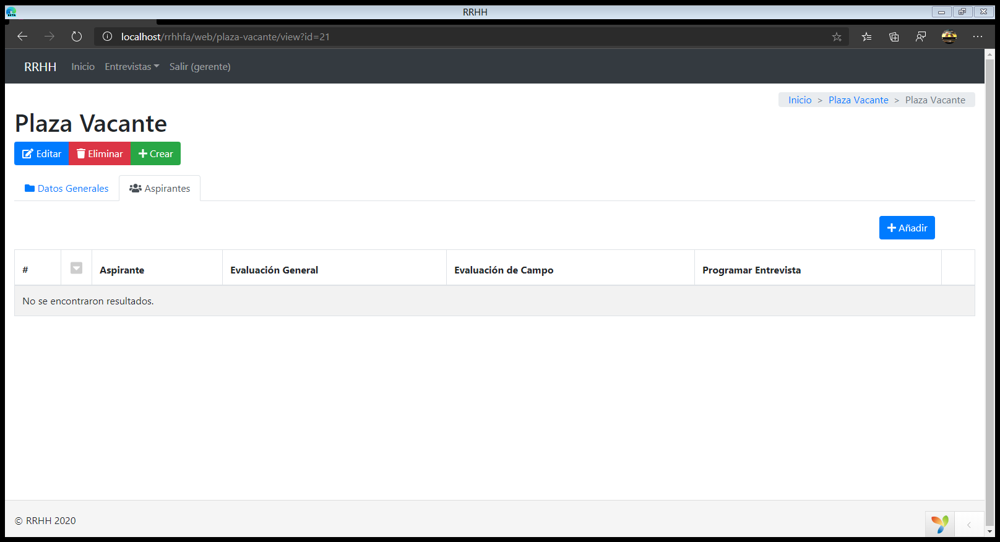 RRHH
localhost/rrhhfa/web/plaza-vacante/view?id=21
RRHH Inicio Entrevistas Salir (gerente)
Inicio > Plaza Vacante > Plaza Vacante
Plaza Vacante
Editar Eliminar Crear
Datos Generales Aspirantes
Añadir
# Aspirante Evaluación General Evaluación de Campo Programar Entrevista
No se encontraron resultados.
© RRHH 2020